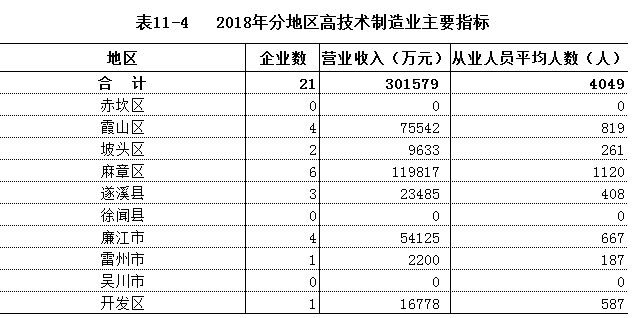 表11-4 2018年分地区高技术制造业主要指标
地区 企业数 营业收入（万元） 从业人员平均人数（人）
合 计 21 301579 4049
赤坎区 0 0 0
霞山区 4 75542 819
坡头区 2 9633 261
麻章区 6 119817 1120
遂溪县 3 23485 408
徐闻县 0 0 0
廉江市 4 54125 667
雷州市 1 2200 187
吴川市 0 0 0
开发区 1 16778 587